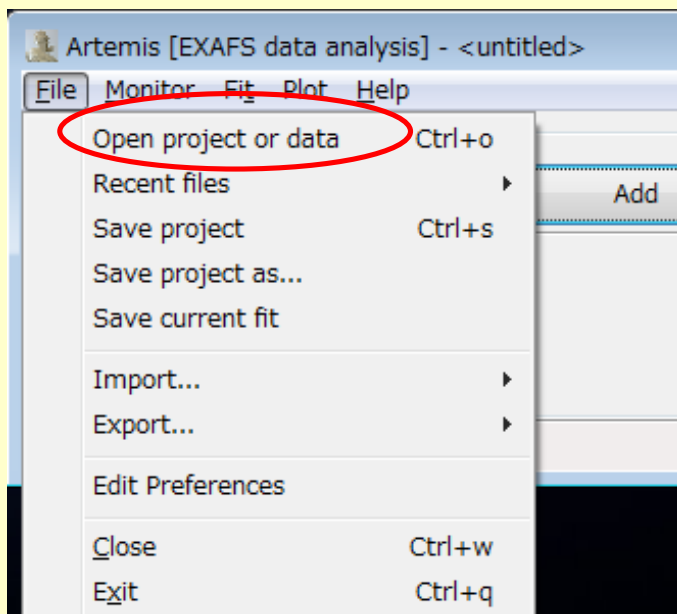 Artemis [EXAFS data analysis] - <untitled>
File Monitor Fit Plot Help
Open project or data Ctrl+o
Recent files
Add
Save project Ctrl+s
Save project as...
Save current fit
Import...
Export...
Edit Preferences
Close Ctrl+w
Exit Ctrl+q